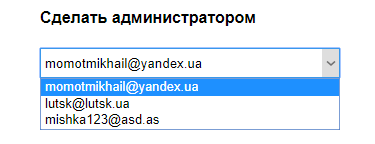 Сделать администратором
momotmikhail@yandex.ua
momotmikhail@yandex.ua
lutsk@lutsk.ua
mishka123@asd.as